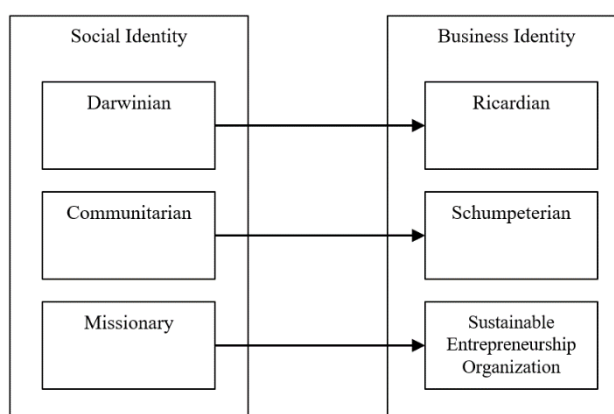 Social Identity
Darwinian
Communitarian
Missionary
Business Identity
Ricardian
Schumpeterian
Sustainable
Entrepreneurship
Organization